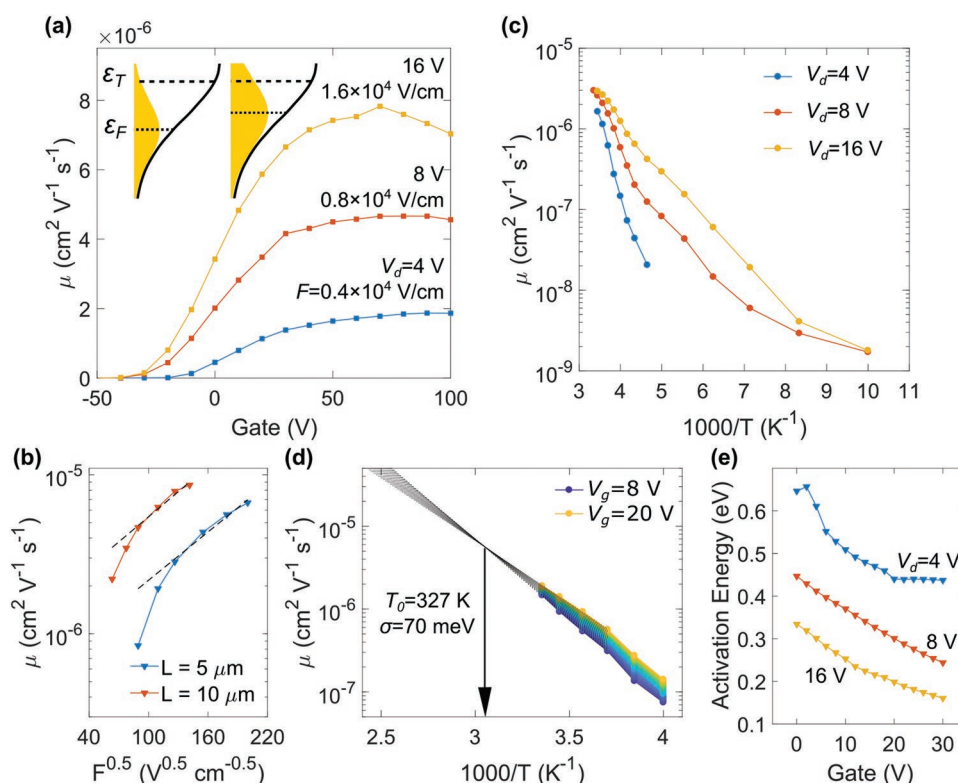 (a)
×10⁻⁶
8
6
4
2
0
μ (cm² V⁻¹ s⁻¹)
-50
0
50
100
Gate (V)
ε_T
ε_F
16 V
1.6×10⁴ V/cm
8 V
0.8×10⁴ V/cm
V_d=4 V
F=0.4×10⁴ V/cm
(c)
10⁻⁵
10⁻⁶
10⁻⁷
10⁻⁸
10⁻⁹
μ (cm² V⁻¹ s⁻¹)
V_d=4 V
V_d=8 V
V_d=16 V
3
4
5
6
7
8
9
10
11
1000/T (K⁻¹)
(b)
10⁻⁵
10⁻⁶
μ (cm² V⁻¹ s⁻¹)
L = 5 μm
L = 10 μm
40
100
160
220
F^0.5 (V^0.5 cm^-0.5)
(d)
10⁻⁵
10⁻⁶
10⁻⁷
μ (cm² V⁻¹ s⁻¹)
V_g=8 V
V_g=20 V
T_0=327 K
σ=70 meV
2.5
3
3.5
4
1000/T (K⁻¹)
(e)
0.6
0.5
0.4
0.3
0.2
0.1
Activation Energy (eV)
V_d=4 V
8 V
16 V
0
10
20
30
Gate (V)